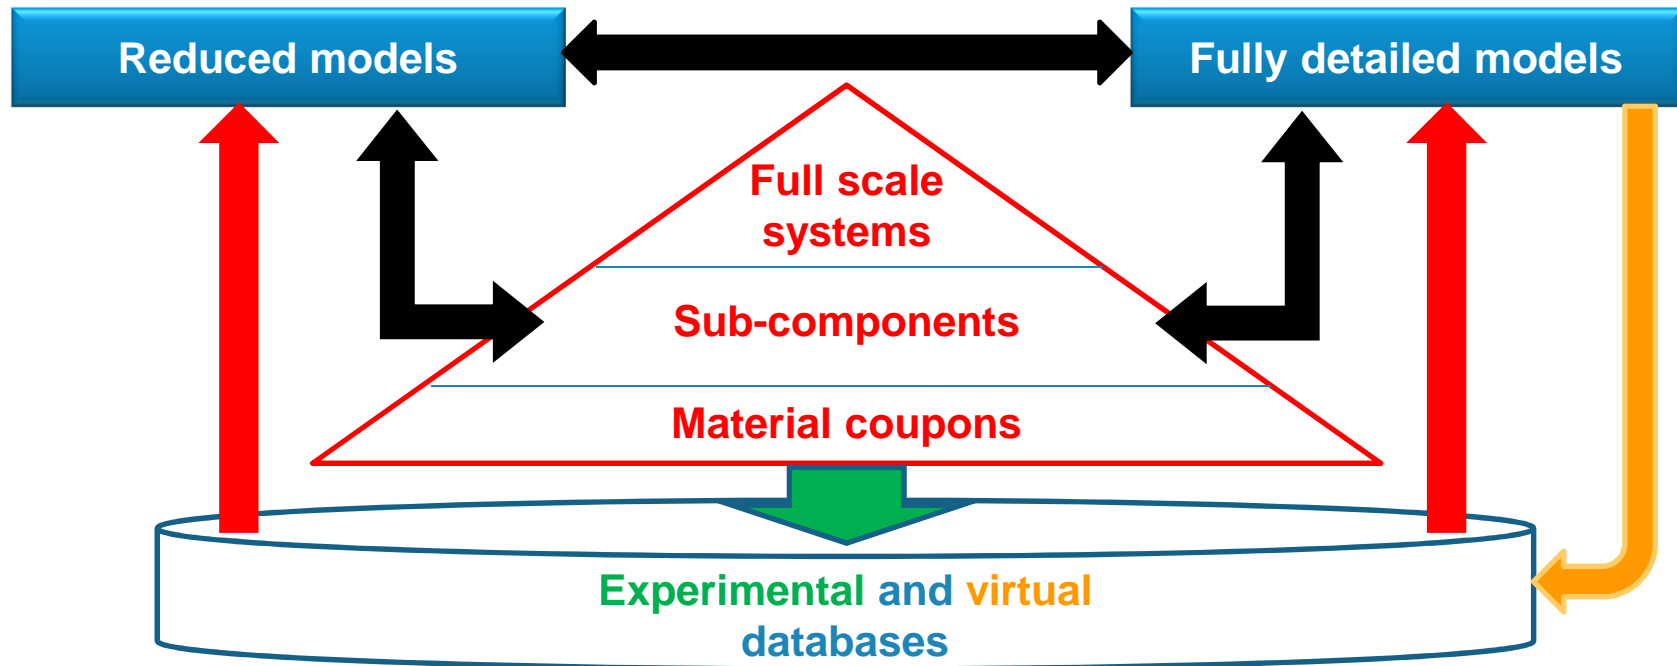 Reduced models
Fully detailed models
Full scale
systems
Sub-components
Material coupons
Experimental and virtual
databases